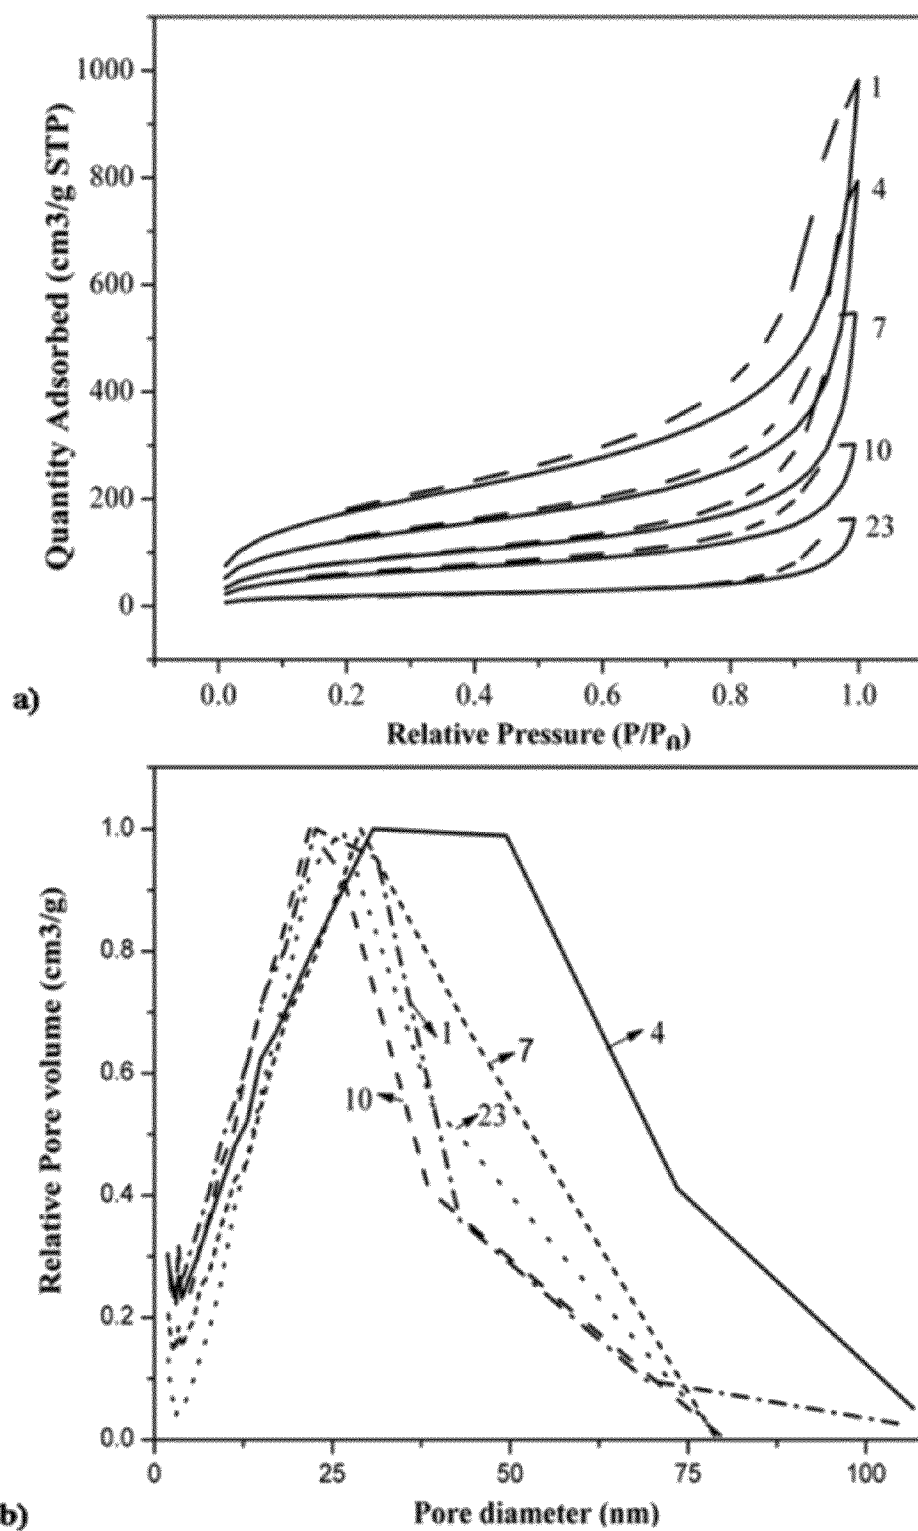 1000
800
600
400
200
0
Quantity Adsorbed (cm3/g STP)
1
4
7
10
23
0.0 0.2 0.4 0.6 0.8 1.0
a)
Relative Pressure (P/Pn)
1.0
0.8
0.6
0.4
0.2
0.0
Relative Pore volume (cm3/g)
1
7
4
10
23
0 25 50 75 100
b)
Pore diameter (nm)